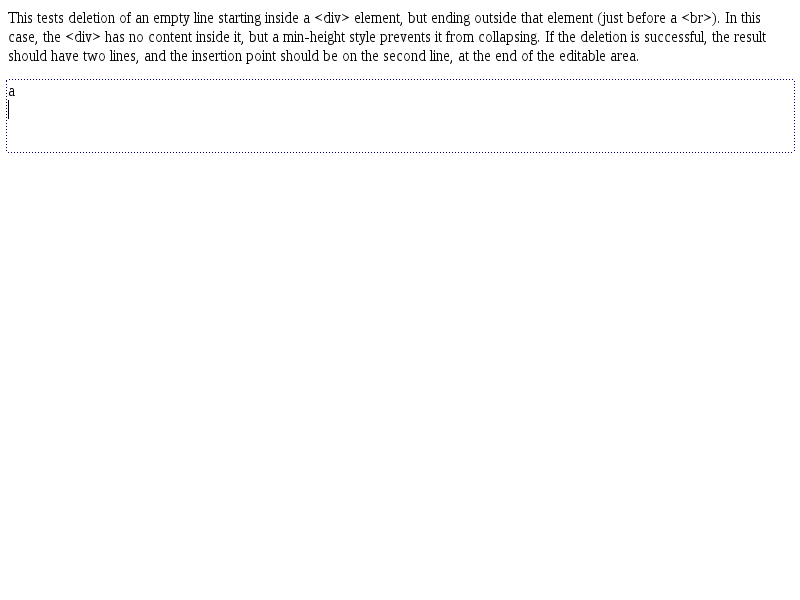 This tests deletion of an empty line starting inside a <div> element, but ending outside that element (just before a <br>). In this
case, the <div> has no content inside it, but a min-height style prevents it from collapsing. If the deletion is successful, the result
should have two lines, and the insertion point should be on the second line, at the end of the editable area.
a